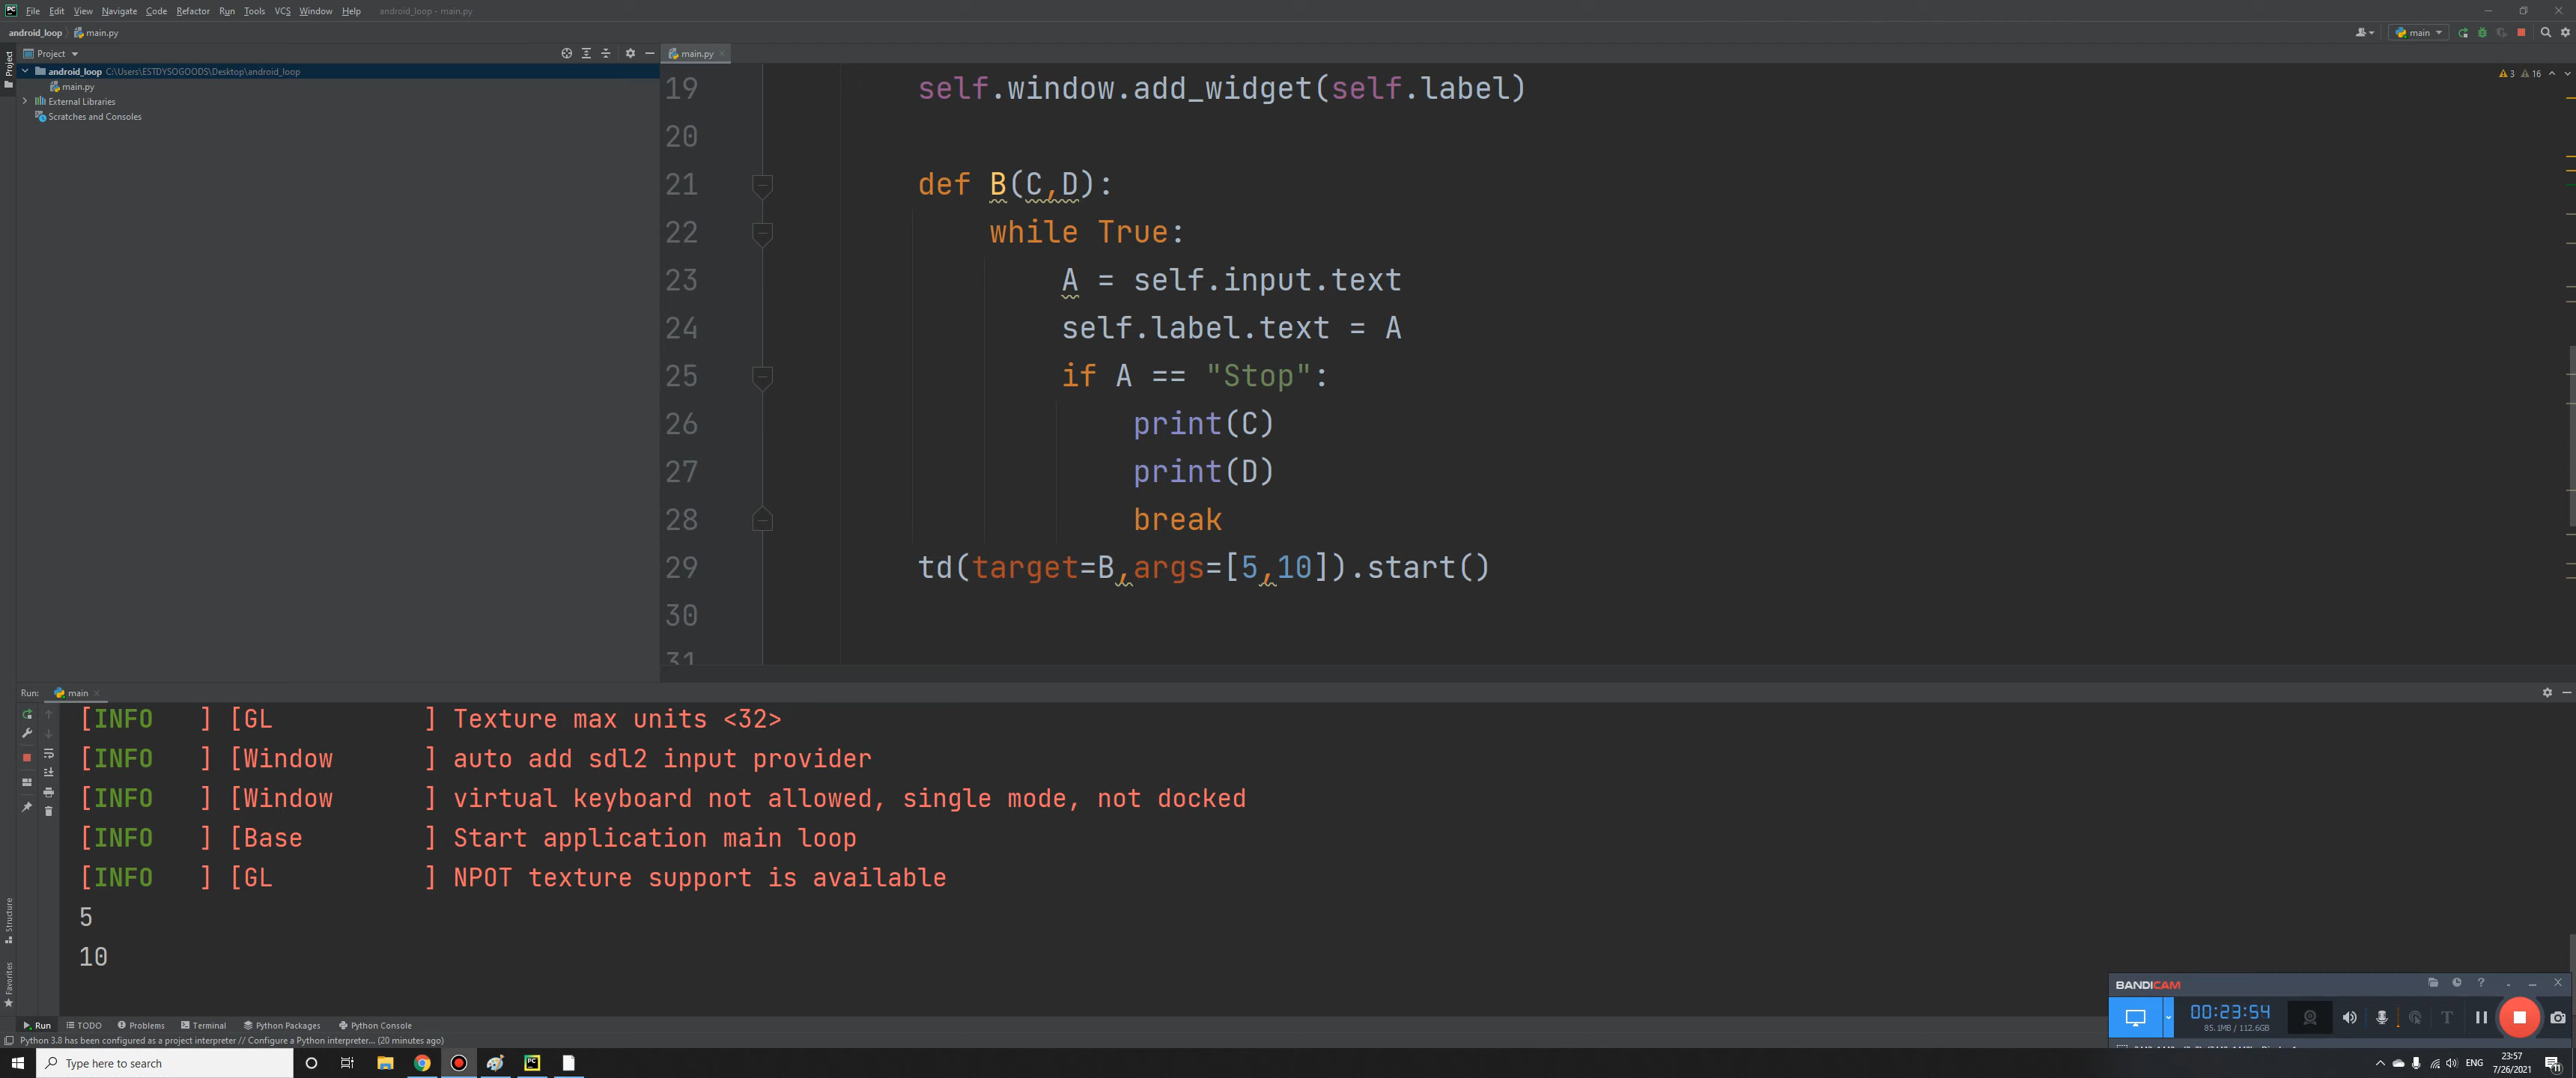 File Edit View Navigate Code Refactor Run Tools VCS Window Help android_loop - main.py
android_loop main.py
main
Project
Project
main.py
android_loop C:\Users\ESTDYSOGOODS\Desktop\android_loop
main.py
External Libraries
Scratches and Consoles
3 16
19 self.window.add_widget(self.label)
20
21 def B(C,D):
22 while True:
23 A = self.input.text
24 self.label.text = A
25 if A == "Stop":
26 print(C)
27 print(D)
28 break
29 td(target=B,args=[5,10]).start()
30
31
Run: main
[INFO ] [GL ] Texture max units <32>
[INFO ] [Window ] auto add sdl2 input provider
[INFO ] [Window ] virtual keyboard not allowed, single mode, not docked
[INFO ] [Base ] Start application main loop
[INFO ] [GL ] NPOT texture support is available
5
10
Structure
Favorites
BANDICAM
00:23:54
85.1MB / 112.6GB
Run TODO Problems Terminal Python Packages Python Console
Python 3.8 has been configured as a project interpreter // Configure a Python interpreter... (20 minutes ago)
Type here to search
ENG
23:57
7/26/2021